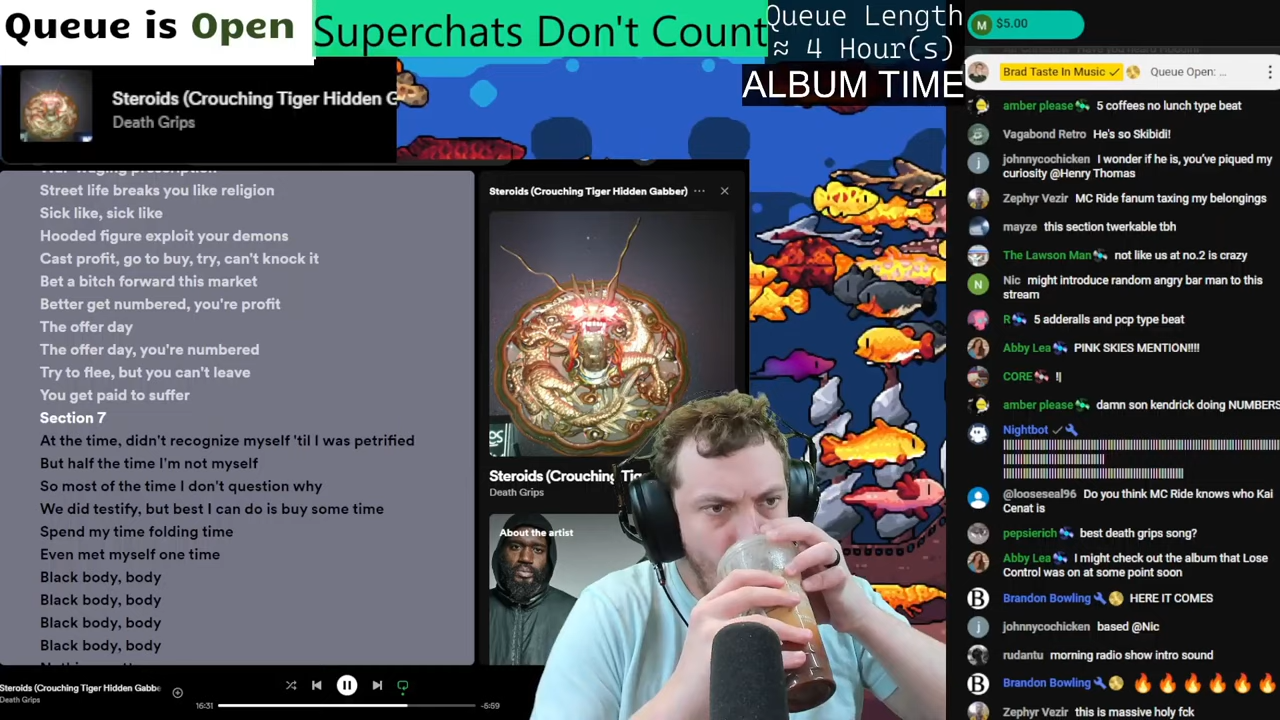 Queue is Open
Superchats Don't Count
Queue Length
≈ 4 Hour(s)
ALBUM TIME
Steroids (Crouching Tiger Hidden G
Death Grips
Street life breaks you like religion
Sick like, sick like
Hooded figure exploit your demons
Cast profit, go to buy, try, can't knock it
Bet a bitch forward this market
Better get numbered, you're profit
The offer day
The offer day, you're numbered
Try to flee, but you can't leave
You get paid to suffer
Section 7
At the time, didn't recognize myself 'til I was petrified
But half the time I'm not myself
So most of the time I don't question why
We did testify, but best I can do is buy some time
Spend my time folding time
Even met myself one time
Black body, body
Black body, body
Black body, body
Black body, body
Steroids (Crouching Tiger Hidden Gabbe
Death Grips
16:31
-5:59
Steroids (Crouching Tiger Hidden Gabber)
Steroids (Crouching Tig
Death Grips
About the artist
M $5.00
Brad Taste In Music Queue Open: ...
amber please 5 coffees no lunch type beat
Vagabond Retro He's so Skibidi!
johnnycochicken I wonder if he is, you've piqued my
curiosity @Henry Thomas
Zephyr Vezir MC Ride fanum taxing my belongings
mayze this section twerkable tbh
The Lawson Man not like us at no.2 is crazy
Nic might introduce random angry bar man to this
stream
R 5 adderalls and pcp type beat
Abby Lea PINK SKIES MENTION!!!!
CORE !|
amber please damn son kendrick doing NUMBERS
Nightbot
@looseseal96 Do you think MC Ride knows who Kai
Cenat is
pepsierich best death grips song?
Abby Lea I might check out the album that Lose
Control was on at some point soon
Brandon Bowling HERE IT COMES
johnnycochicken based @Nic
rudantu morning radio show intro sound
Brandon Bowling 🔥🔥🔥🔥🔥🔥
Zephyr Vezir this is massive holy fck